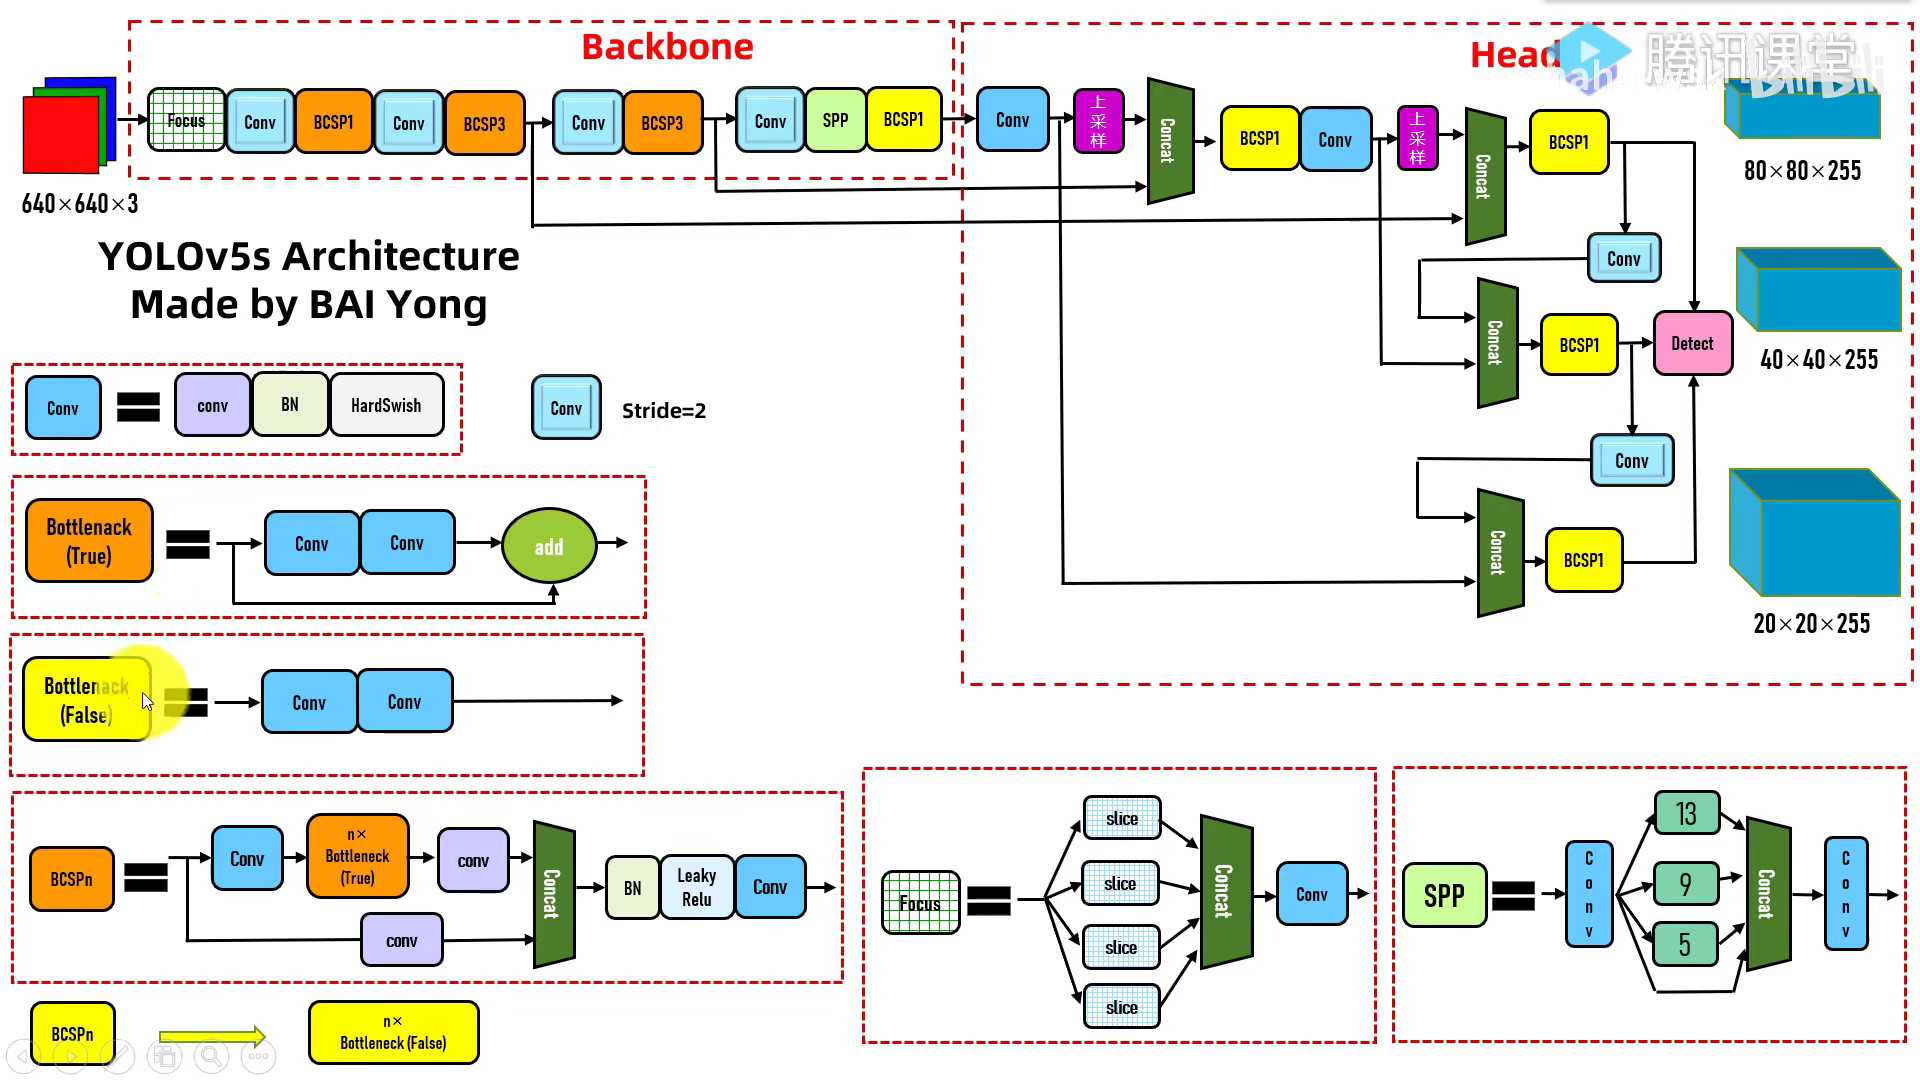 Backbone
Head
腾讯课堂
Focus
Conv
BCSP1
Conv
BCSP3
Conv
BCSP3
Conv
SPP
BCSP1
Conv
上采样
Concat
BCSP1
Conv
上采样
Concat
BCSP1
80×80×255
640×640×3
YOLOv5s Architecture
Made by BAI Yong
Conv
Concat
BCSP1
Detect
40×40×255
Conv
Concat
BCSP1
20×20×255
Conv
conv
BN
HardSwish
Conv
Stride=2
Bottlenack
(True)
Conv
Conv
add
Bottlenack
(False)
Conv
Conv
BCSPn
Conv
n×
Bottleneck
(True)
conv
conv
Concat
BN
Leaky
Relu
Conv
BCSPn
n×
Bottleneck (False)
Focus
slice
slice
slice
slice
Concat
Conv
SPP
Conv
13
9
5
Concat
Conv